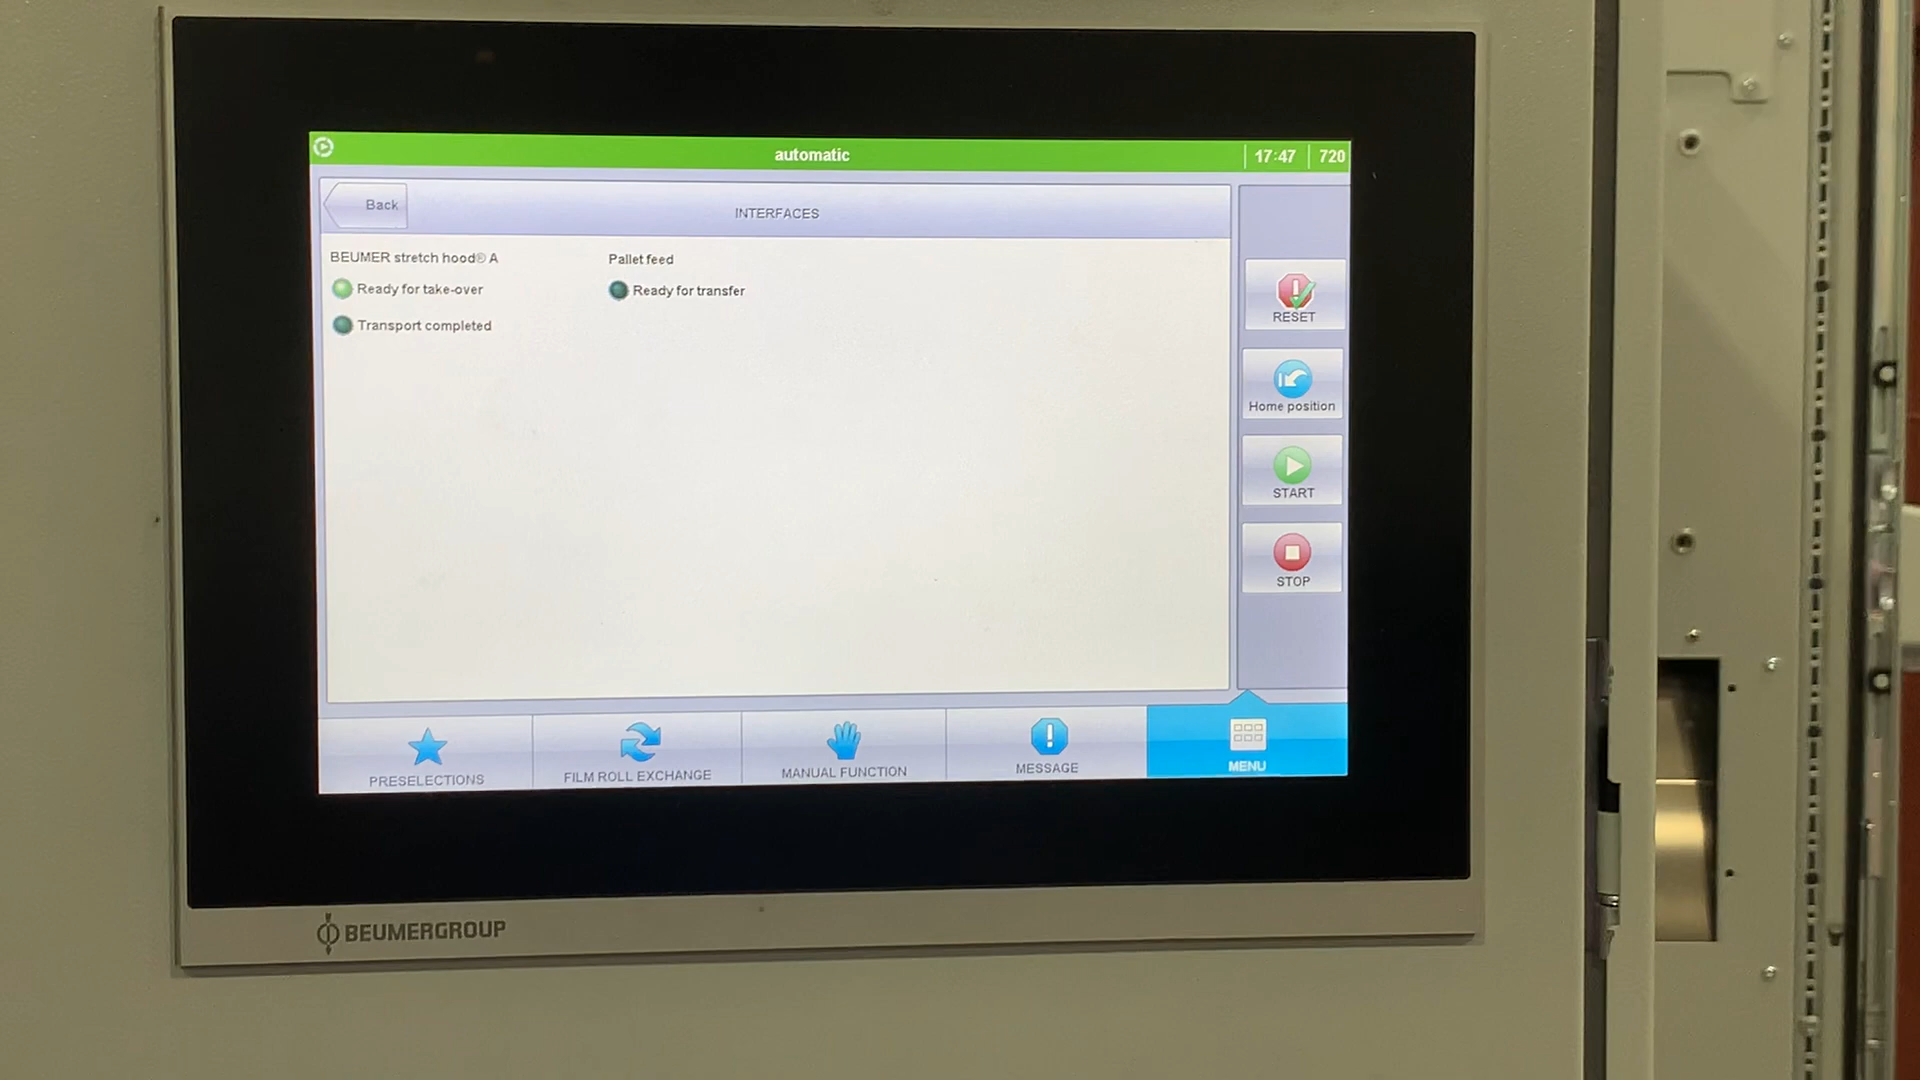 automatic
17:47
720
Back
INTERFACES
BEUMER stretch hood® A
Pallet feed
Ready for take-over
Ready for transfer
Transport completed
RESET
Home position
START
STOP
PRESELECTIONS
FILM ROLL EXCHANGE
MANUAL FUNCTION
MESSAGE
MENU
BEUMERGROUP